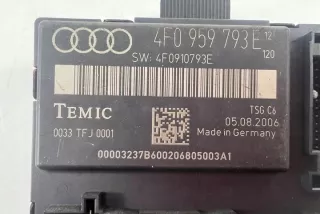 4F0 959 793 E 12
120
SW: 4F0910793E
TEMIC
TSG C6
0033 TFJ 0001
05.08.2006
Made in Germany
00003237B600206805003A1